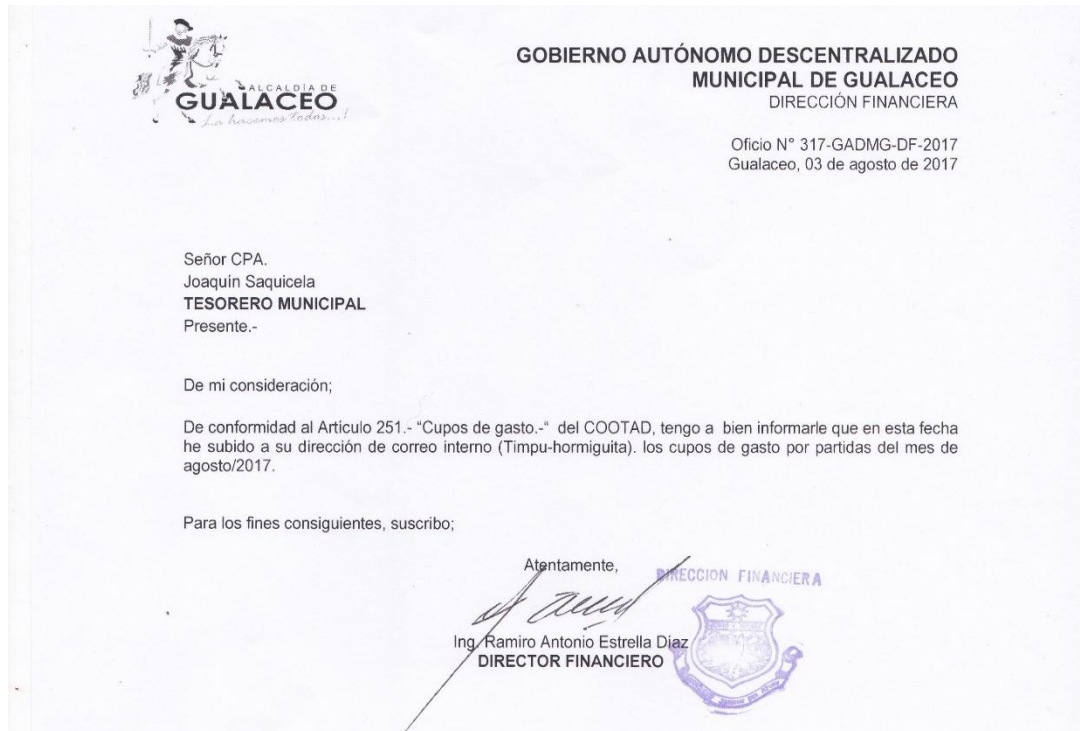 ALCALDÍA DE
GUALACEO
La hacemos todos...!
GOBIERNO AUTÓNOMO DESCENTRALIZADO
MUNICIPAL DE GUALACEO
DIRECCIÓN FINANCIERA
Oficio N° 317-GADMG-DF-2017
Gualaceo, 03 de agosto de 2017
Señor CPA.
Joaquín Saquicela
TESORERO MUNICIPAL
Presente.-
De mi consideración;
De conformidad al Articulo 251.- "Cupos de gasto.-" del COOTAD, tengo a bien informarle que en esta fecha
he subido a su dirección de correo interno (Timpu-hormiguita). los cupos de gasto por partidas del mes de
agosto/2017.
Para los fines consiguientes, suscribo;
Atentamente,
DIRECCION FINANCIERA
Ing. Ramiro Antonio Estrella Diaz
DIRECTOR FINANCIERO